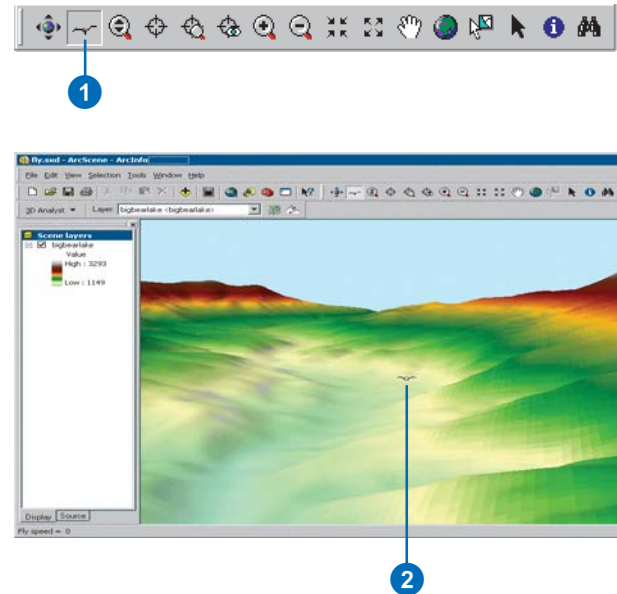 1
fly.sxd - ArcScene - ArcInfo
File Edit View Selection Tools Window Help
3D Analyst Layer: bigbearlake <bigbearlake>
Scene layers
bigbearlake
Value
High : 3293
Low : 1149
Display Source
Fly speed = 0
2